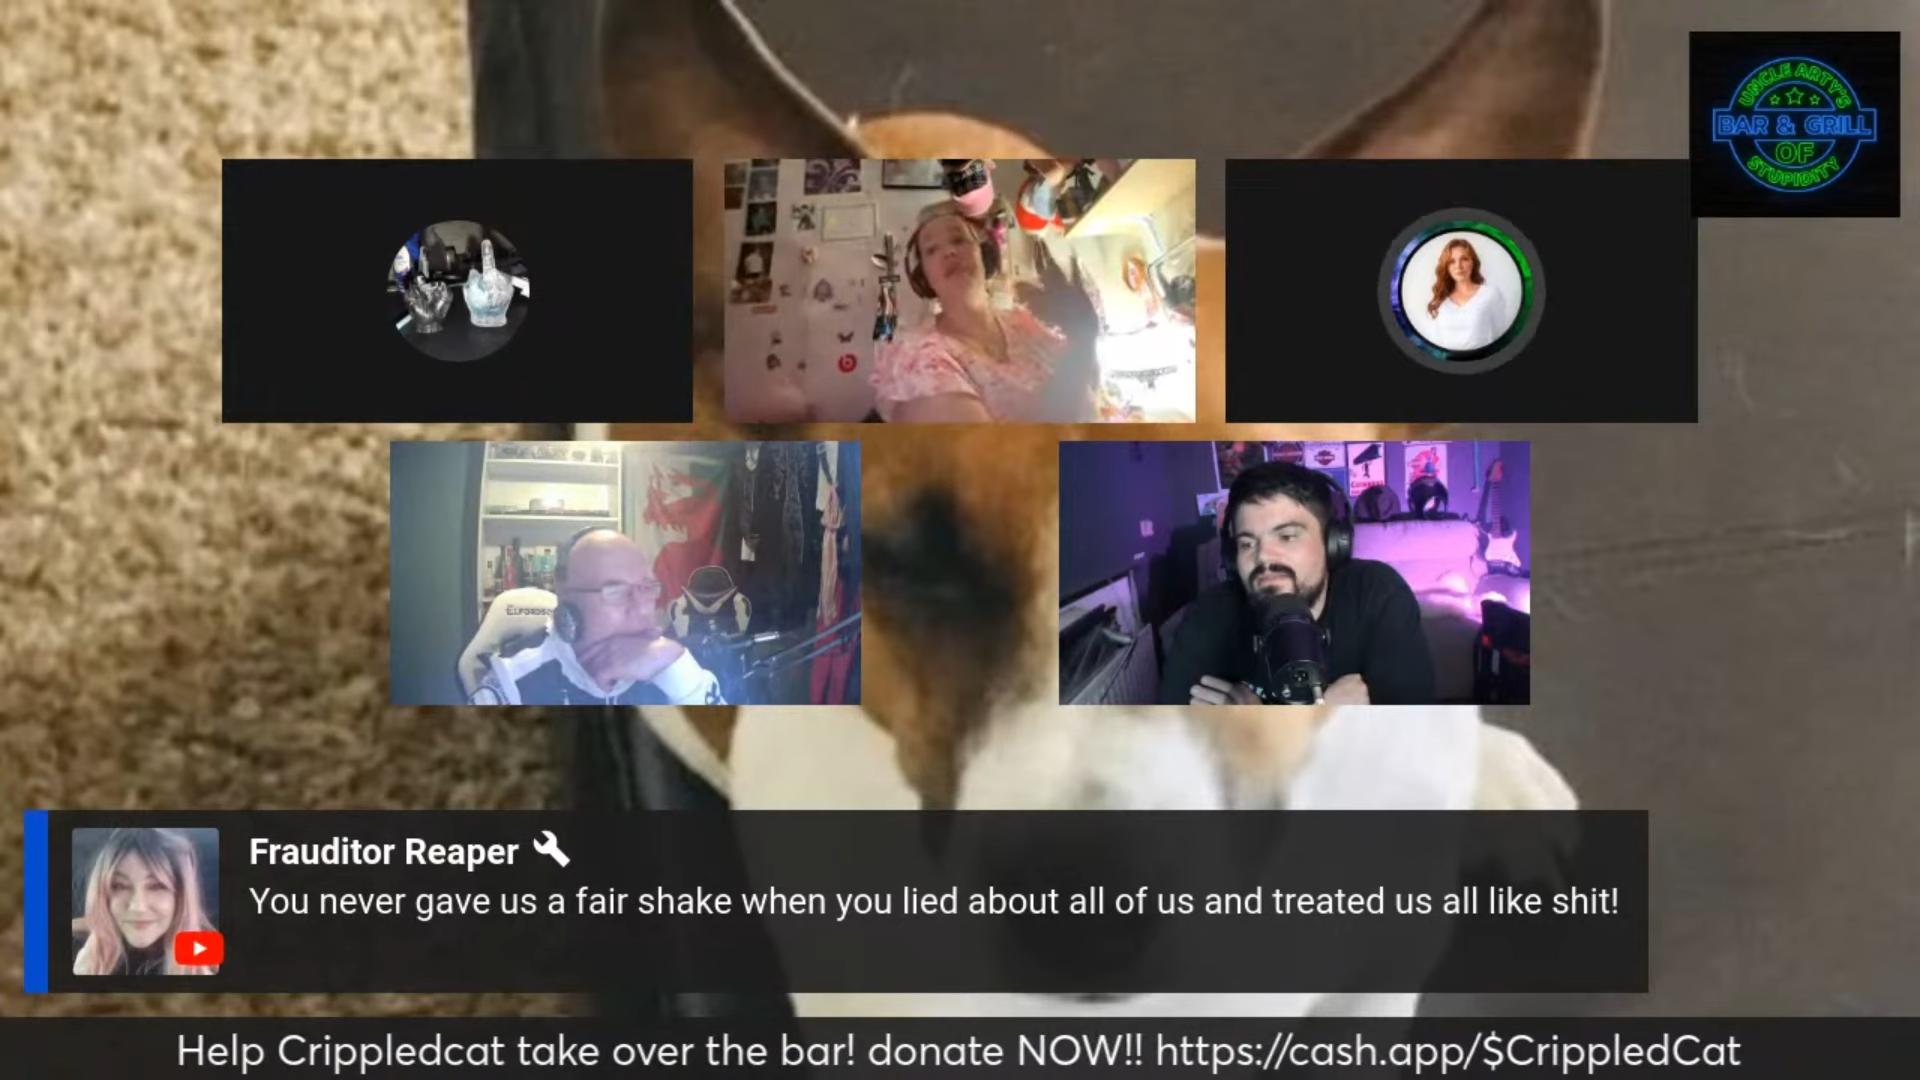 UNCLE ARTY'S
BAR & GRILL
OF
STUPIDITY
Frauditor Reaper
You never gave us a fair shake when you lied about all of us and treated us all like shit!
Help Crippledcat take over the bar! donate NOW!! https://cash.app/$CrippledCat